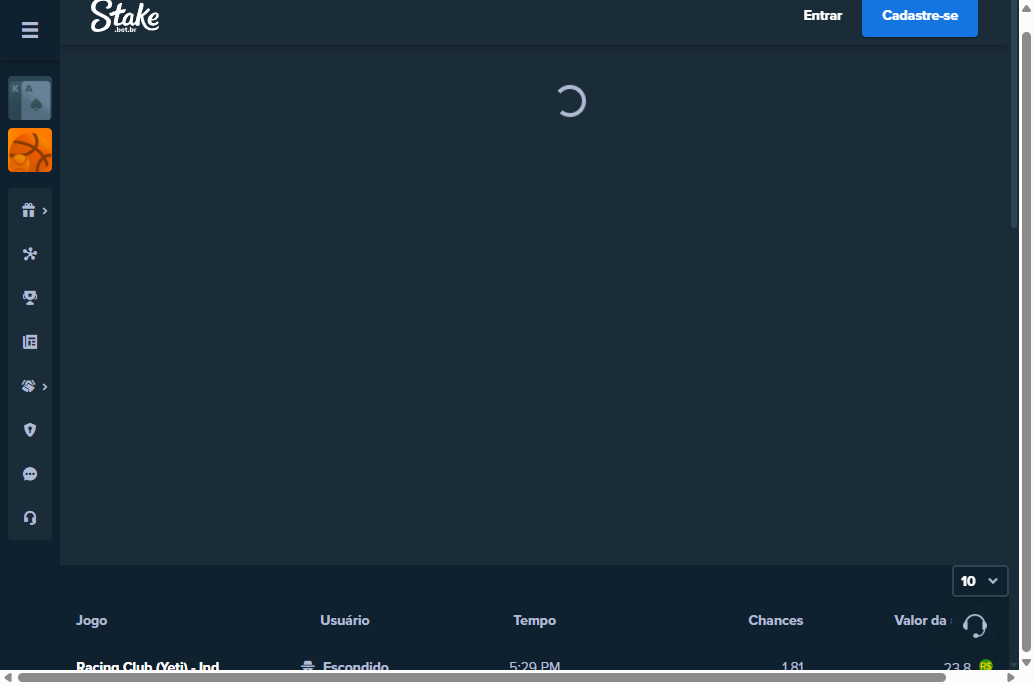 Stake
.bet.br
Entrar
Cadastre-se
K A
10
Jogo Usuário Tempo Chances Valor da
Racing Club (Yeti) - Ind Escondido 5:29 PM 1.81 23.8 R$